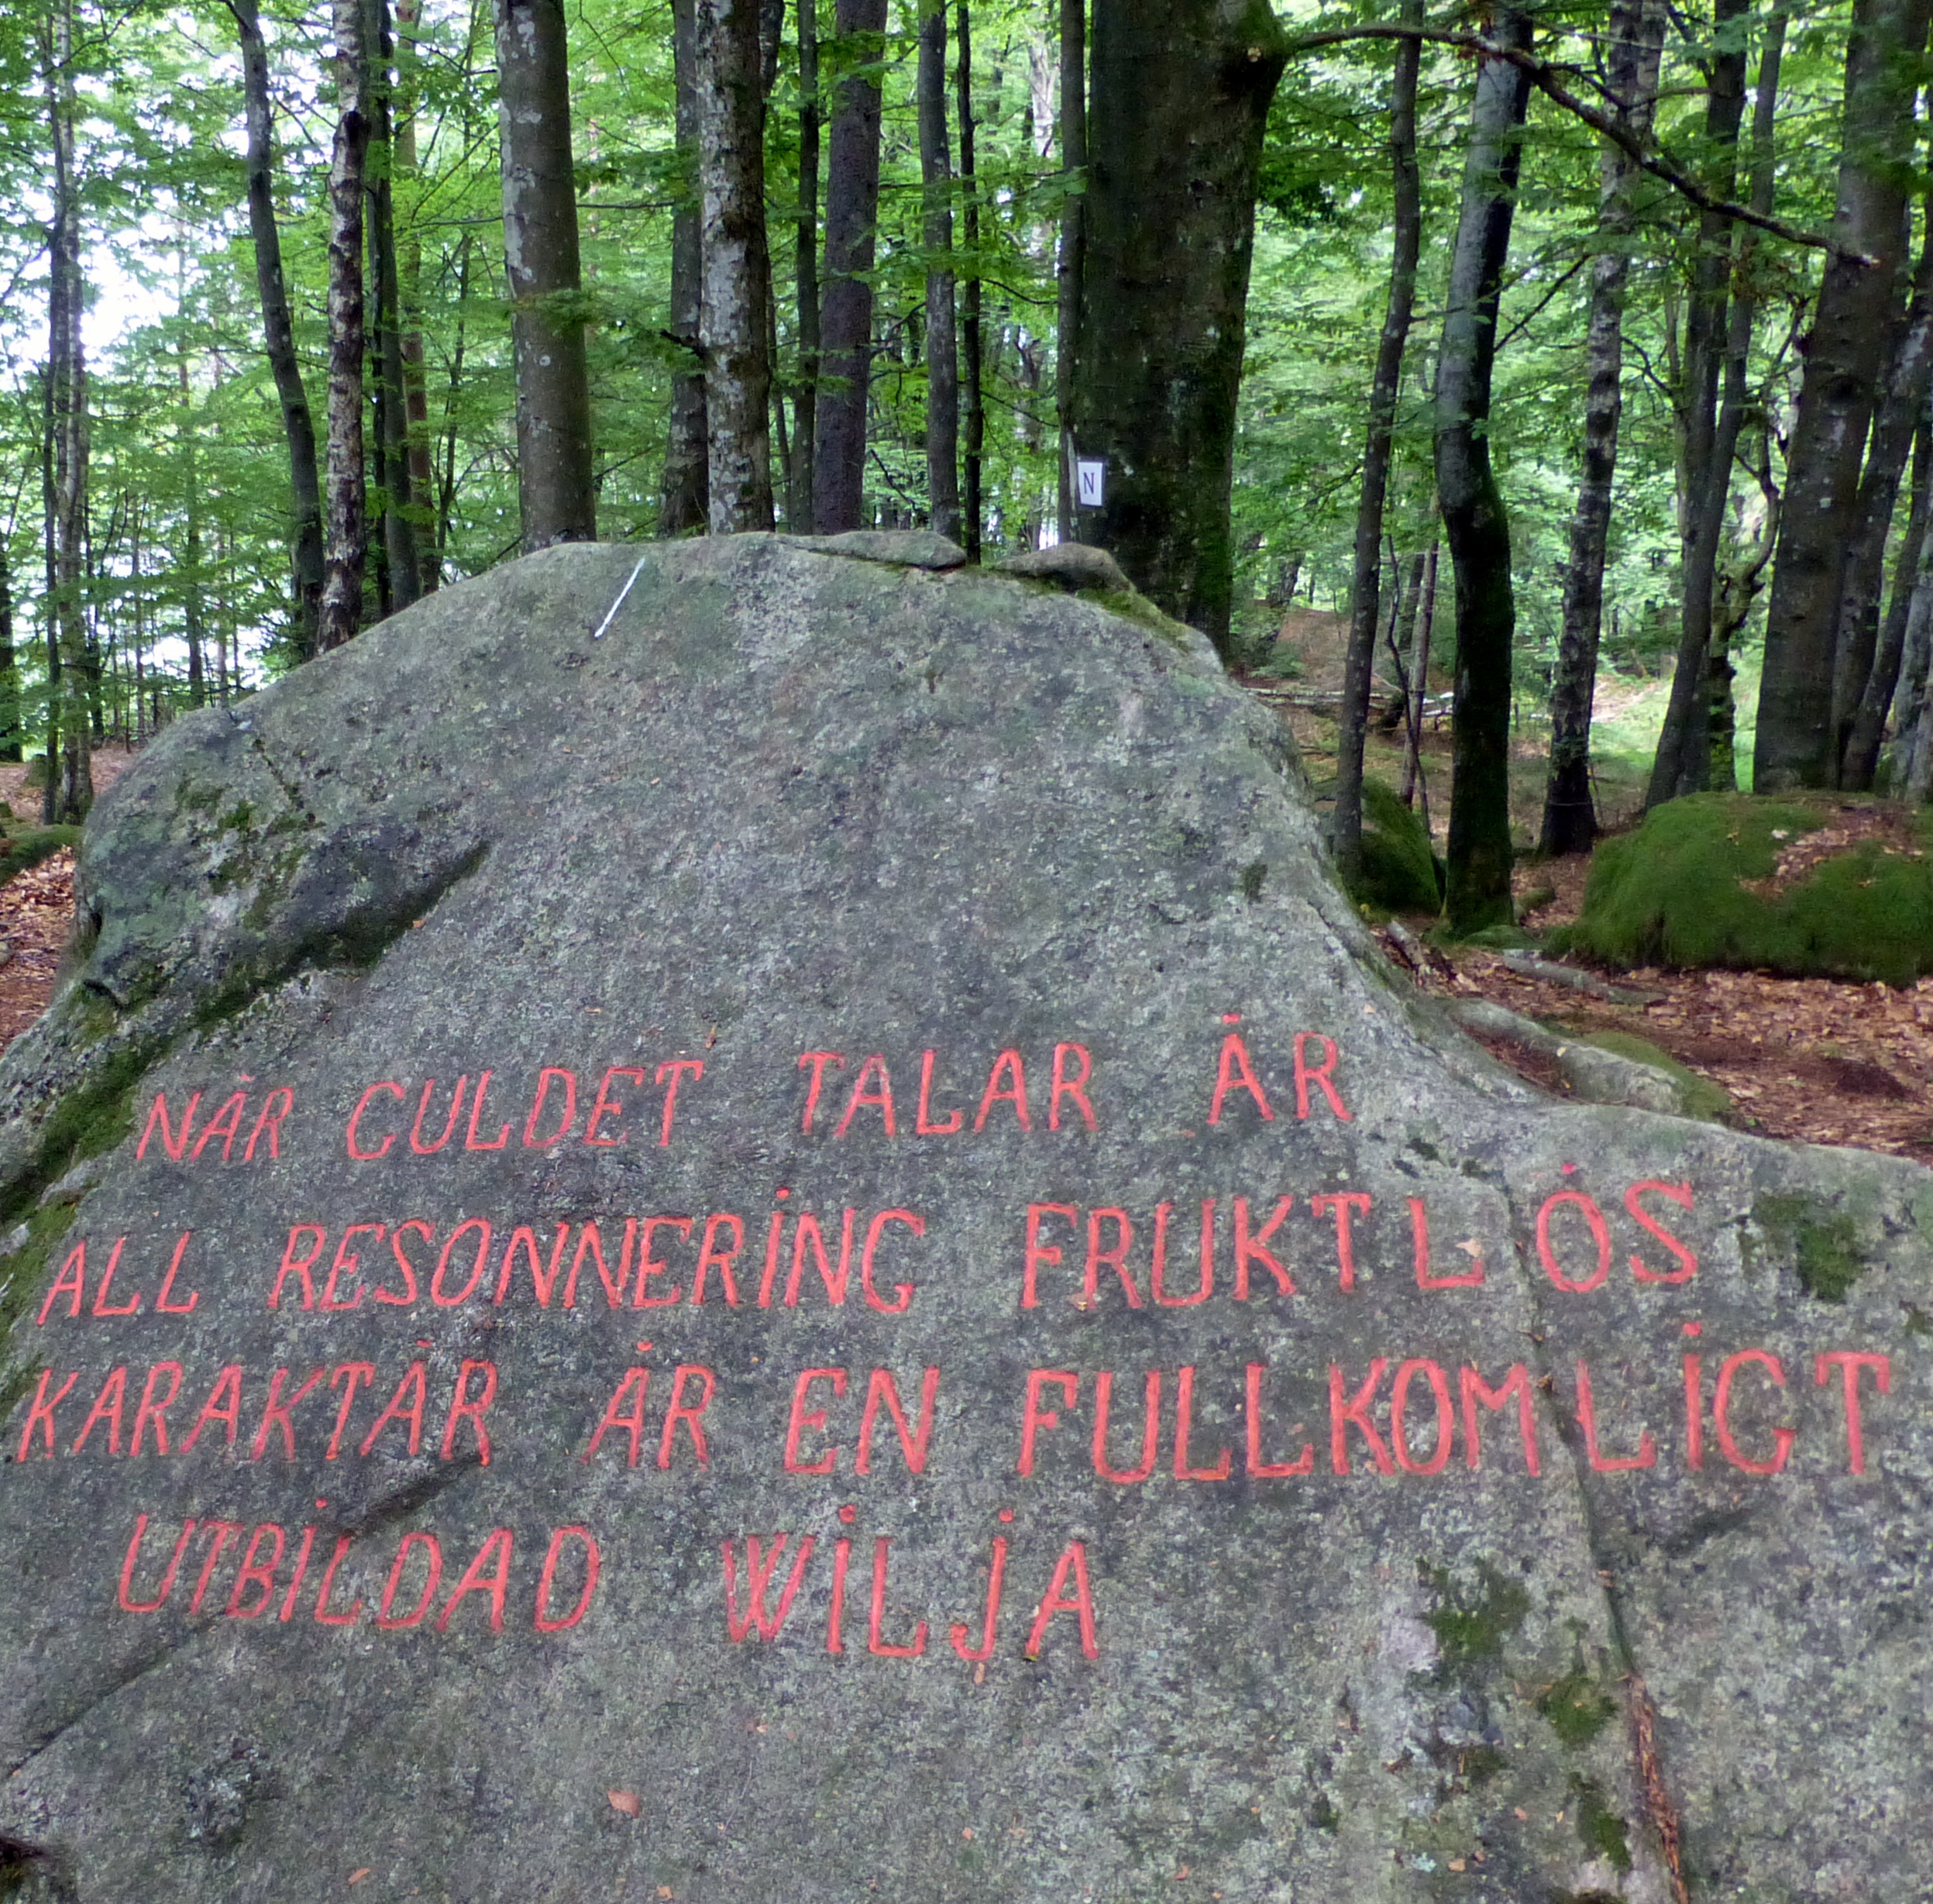 N
NÄR GULDET TALAR ÄR
ALL RESONNERING FRUKTLÖS
KARAKTÄR ÄR EN FULLKOMLIGT
UTBILDAD WILJA